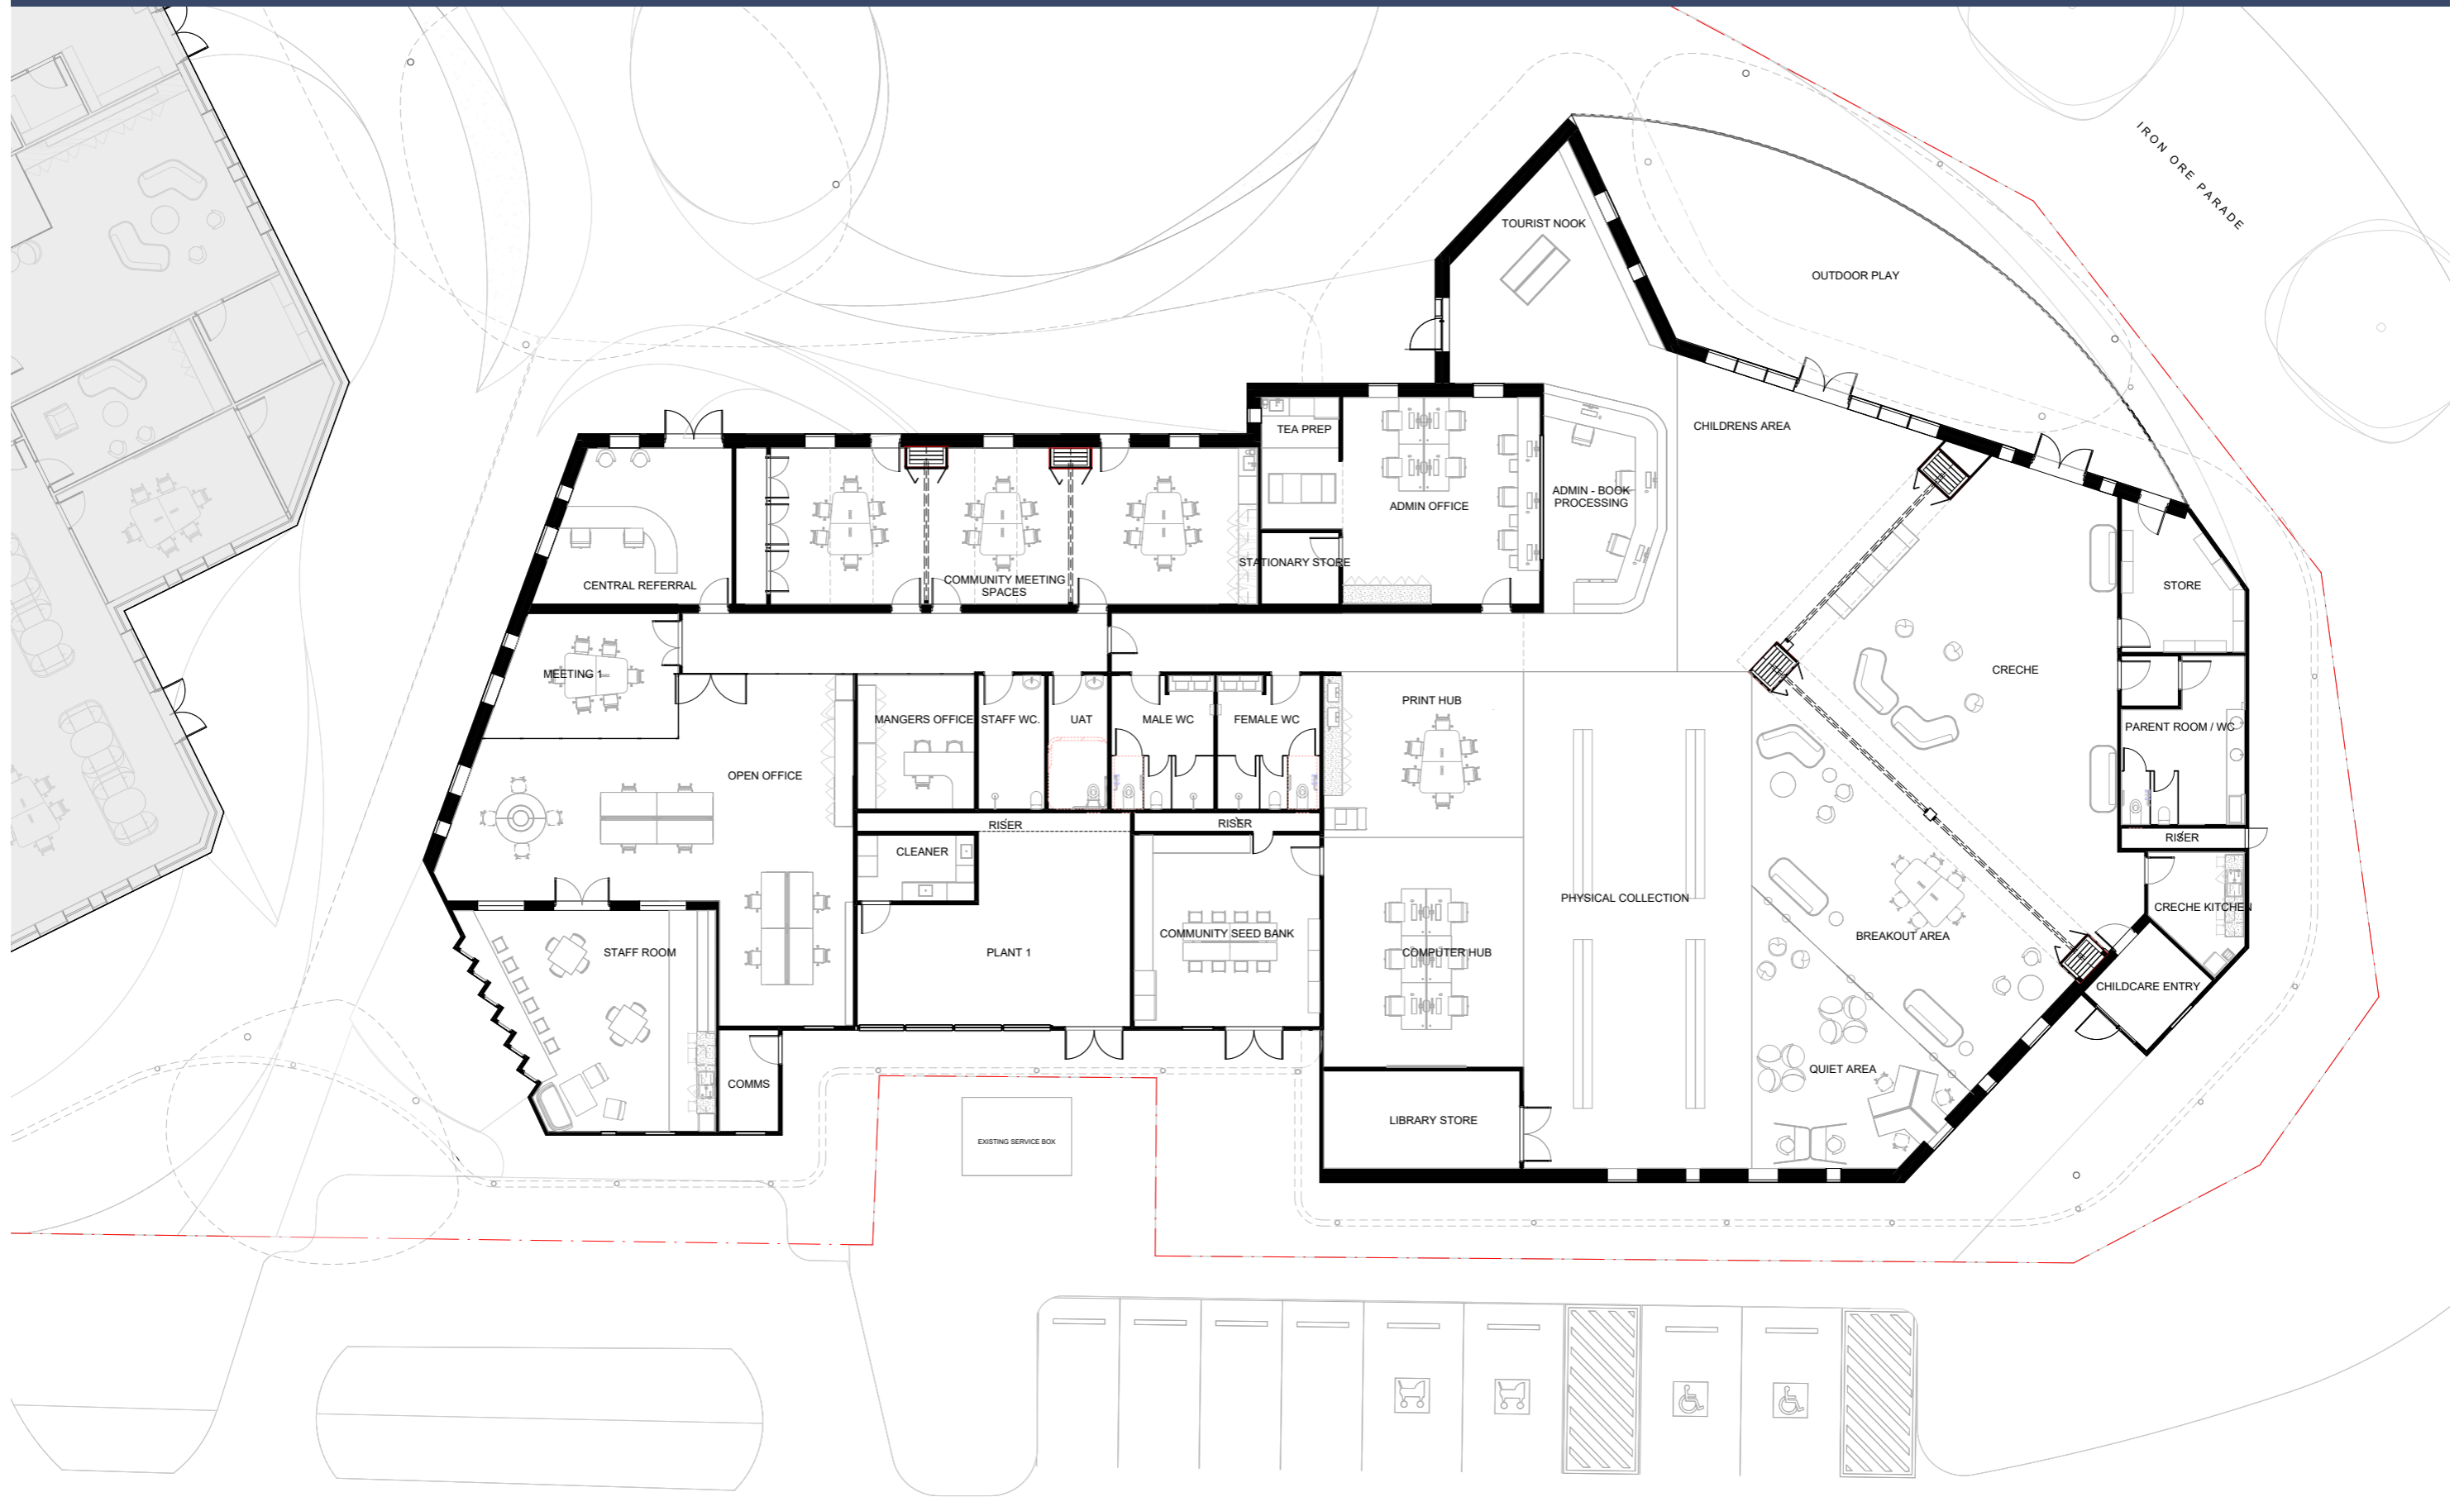 IRON ORE PARADE
TOURIST NOOK
OUTDOOR PLAY
TEA PREP
CHILDRENS AREA
ADMIN - BOOK
PROCESSING
ADMIN OFFICE
STATIONARY STORE
COMMUNITY MEETING
SPACES
CENTRAL REFERRAL
STORE
MEETING 1
CRECHE
PRINT HUB
MANGERS OFFICE
STAFF WC.
UAT
MALE WC
FEMALE WC
PARENT ROOM / WC
OPEN OFFICE
RISER
RISER
RISER
CLEANER
PHYSICAL COLLECTION
CRECHE KITCHEN
COMMUNITY SEED BANK
BREAKOUT AREA
STAFF ROOM
PLANT 1
COMPUTER HUB
CHILDCARE ENTRY
QUIET AREA
COMMS
LIBRARY STORE
EXISTING SERVICE BOX